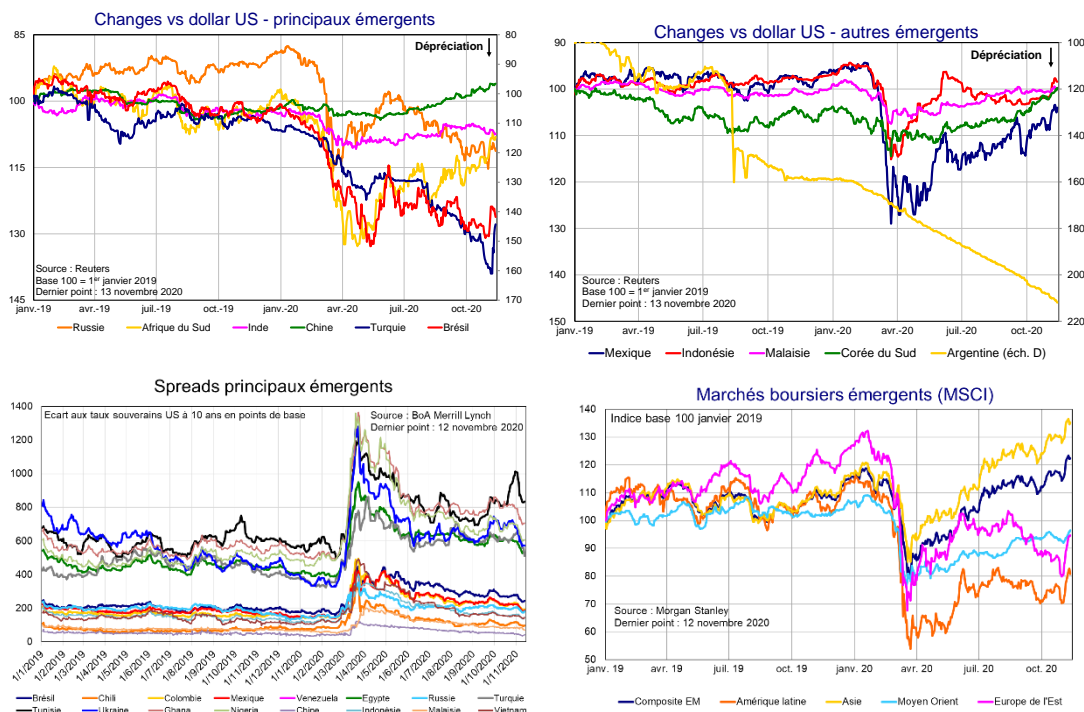 Changes vs dollar US - principaux émergents
85
80
Dépréciation
90
100
100
110
115
120
130
130
140
150
160
145
170
Source : Reuters
Base 100 = 1er janvier 2019
Dernier point : 13 novembre 2020
janv.-19 avr.-19 juil.-19 oct.-19 janv.-20 avr.-20 juil.-20 oct.-20
Russie Afrique du Sud Inde Chine Turquie Brésil
Changes vs dollar US - autres émergents
90
100
Dépréciation
100
120
110
140
120
160
130
180
140
200
150
220
Source : Reuters
Base 100 = 1er janvier 2019
Dernier point : 13 novembre 2020
janv.-19 avr.-19 juil.-19 oct.-19 janv.-20 avr.-20 juil.-20 oct.-20
Mexique Indonésie Malaisie Corée du Sud Argentine (éch. D)
Spreads principaux émergents
1400
Ecart aux taux souverains US à 10 ans en points de base
Source : BoA Merrill Lynch
Dernier point : 12 novembre 2020
1200
1000
800
600
400
200
0
1/1/2019 1/2/2019 1/3/2019 1/4/2019 1/5/2019 1/6/2019 1/7/2019 1/8/2019 1/9/2019 1/10/2019 1/11/2019 1/12/2019 1/1/2020 1/2/2020 1/3/2020 1/4/2020 1/5/2020 1/6/2020 1/7/2020 1/8/2020 1/9/2020 1/10/2020 1/11/2020
Brésil Chili Colombie Mexique Venezuela Egypte Russie Turquie
Tunisie Ukraine Ghana Nigeria Chine Indonésie Malaisie Vietnam
Marchés boursiers émergents (MSCI)
140
Indice base 100 janvier 2019
130
120
110
100
90
80
70
60
50
Source : Morgan Stanley
Dernier point : 12 novembre 2020
janv. 19 avr. 19 juil. 19 oct. 19 janv. 20 avr. 20 juil. 20 oct. 20
Composite EM Amérique latine Asie Moyen Orient Europe de l'Est